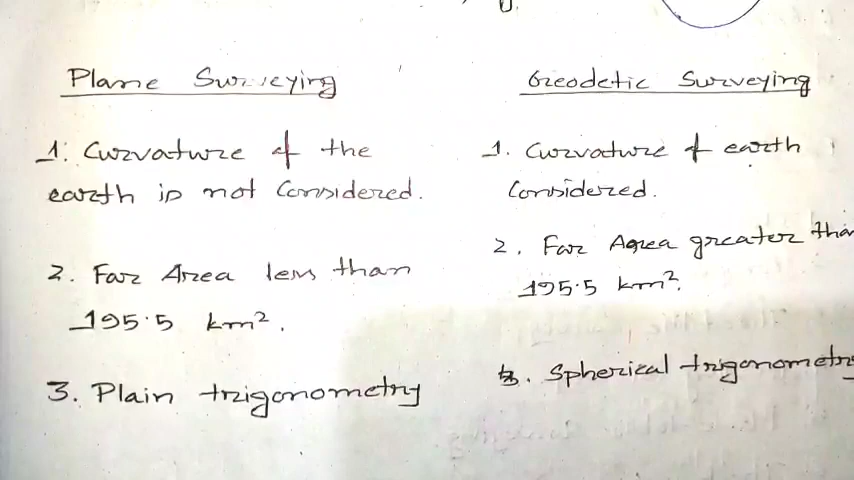 Plane Surveying
1. Curvature of the
earth is not Considered.
2. For Area less than
195.5 km².
3. Plain trigonometry
Geodetic Surveying
1. Curvature of earth
Considered.
2. For Area greater than
195.5 km².
3. Spherical trigonometry